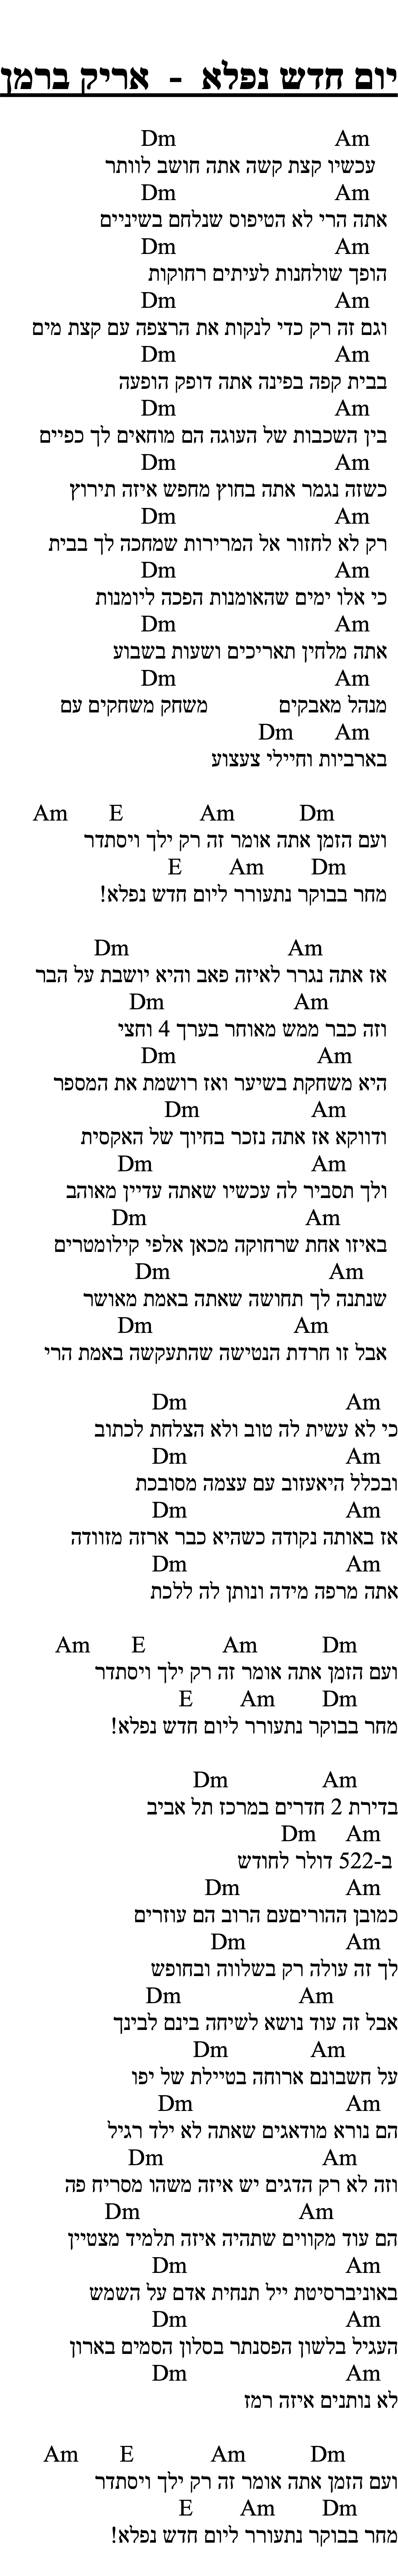 יום חדש נפלא - אריק ברמן
Dm Am
עכשיו קצת קשה אתה חושב לוותר
Dm Am
אתה הרי לא הטיפוס שנלחם בשיניים
Dm Am
הופך שולחנות לעיתים רחוקות
Dm Am
וגם זה רק כדי לנקות את הרצפה עם קצת מים
Dm Am
בבית קפה בפינה אתה דופק הופעה
Dm Am
בין השכבות של העוגה הם מוחאים לך כפיים
Dm Am
כשזה נגמר אתה בחוץ מחפש איזה תירוץ
Dm Am
רק לא לחזור אל המרירות שמחכה לך בבית
Dm Am
כי אלו ימים שהאומנות הפכה ליומנות
Dm Am
אתה מלחין תאריכים ושעות בשבוע
Dm Am
מנהל מאבקים משחק משחקים עם
Dm Am
בארביות וחיילי צעצוע
Am E Am Dm
ועם הזמן אתה אומר זה רק ילך ויסתדר
E Am Dm
מחר בבוקר נתעורר ליום חדש נפלא!
Dm Am
אז אתה נגרר לאיזה פאב והיא יושבת על הבר
Dm Am
וזה כבר ממש מאוחר בערך 4 וחצי
Dm Am
היא משחקת בשיער ואז רושמת את המספר
Dm Am
ודווקא אז אתה נזכר בחיוך של האקסית
Dm Am
ולך תסביר לה עכשיו שאתה עדיין מאוהב
Dm Am
באיזו אחת שרחוקה מכאן אלפי קילומטרים
Dm Am
שנתנה לך תחושה שאתה באמת מאושר
Dm Am
אבל זו חרדת הנטישה שהתעקשה באמת הרי
Dm Am
כי לא עשית לה טוב ולא הצלחת לכתוב
Dm Am
ובכלל היאעזוב עם עצמה מסובכת
Dm Am
אז באותה נקודה כשהיא כבר ארזה מזוודה
Dm Am
אתה מרפה מידה ונותן לה ללכת
Am E Am Dm
ועם הזמן אתה אומר זה רק ילך ויסתדר
E Am Dm
מחר בבוקר נתעורר ליום חדש נפלא!
Dm Am
בדירת 2 חדרים במרכז תל אביב
Dm Am
ב-522 דולר לחודש
Dm Am
כמובן ההוריםעם הרוב הם עוזרים
Dm Am
לך זה עולה רק בשלווה ובחופש
Dm Am
אבל זה עוד נושא לשיחה בינם לבינך
Dm Am
על חשבונם ארוחה בטיילת של יפו
Dm Am
הם נורא מודאגים שאתה לא ילד רגיל
Dm Am
וזה לא רק הדגים יש איזה משהו מסריח פה
Dm Am
הם עוד מקווים שתהיה איזה תלמיד מצטיין
Dm Am
באוניברסיטת ייל תנחית אדם על השמש
Dm Am
העגיל בלשון הפסנתר בסלון הסמים בארון
Dm Am
לא נותנים איזה רמז
Am E Am Dm
ועם הזמן אתה אומר זה רק ילך ויסתדר
E Am Dm
מחר בבוקר נתעורר ליום חדש נפלא!